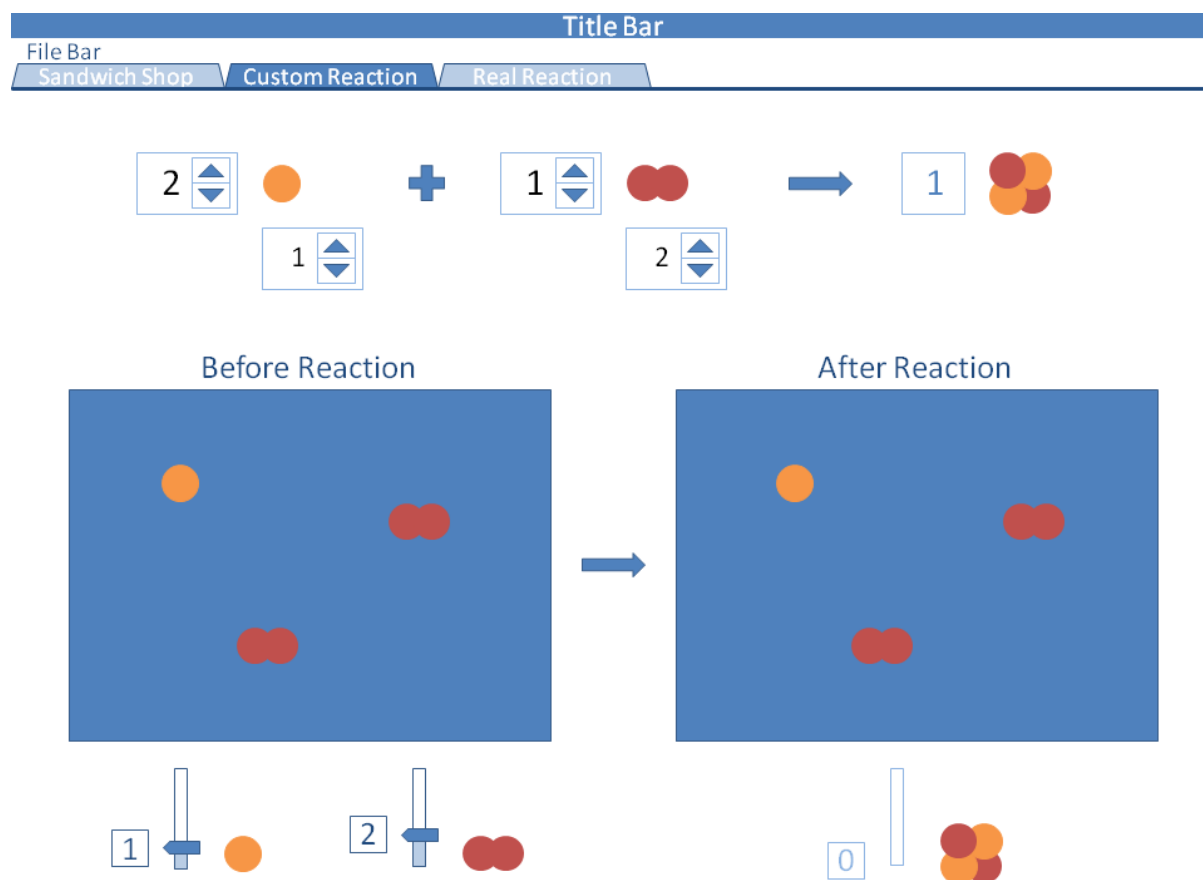 Title Bar
File Bar
Sandwich Shop Custom Reaction Real Reaction
2 1 1
1 2
Before Reaction After Reaction
1 2 0